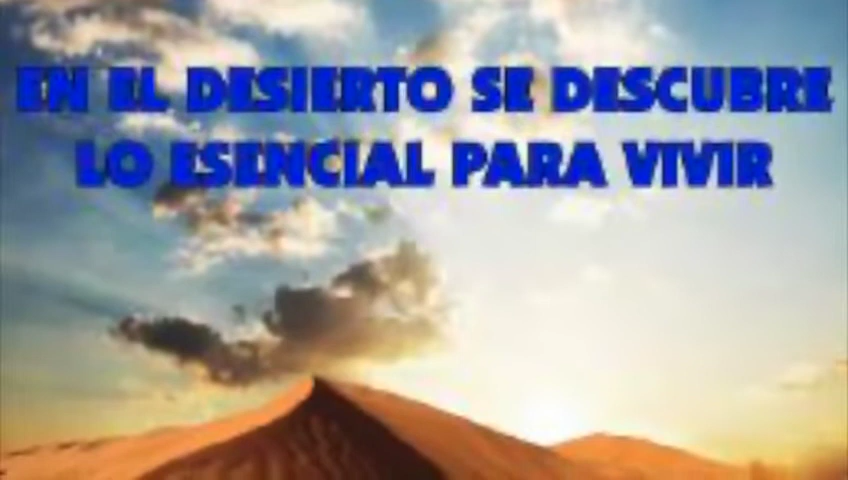 EN EL DESIERTO SE DESCUBRE
LO ESENCIAL PARA VIVIR